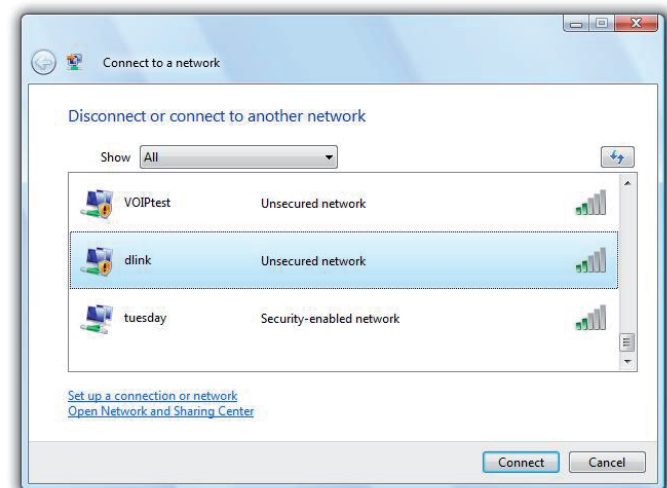 Connect to a network
Disconnect or connect to another network
Show All
VOIPtest Unsecured network
dlink Unsecured network
tuesday Security-enabled network
Set up a connection or network
Open Network and Sharing Center
Connect Cancel